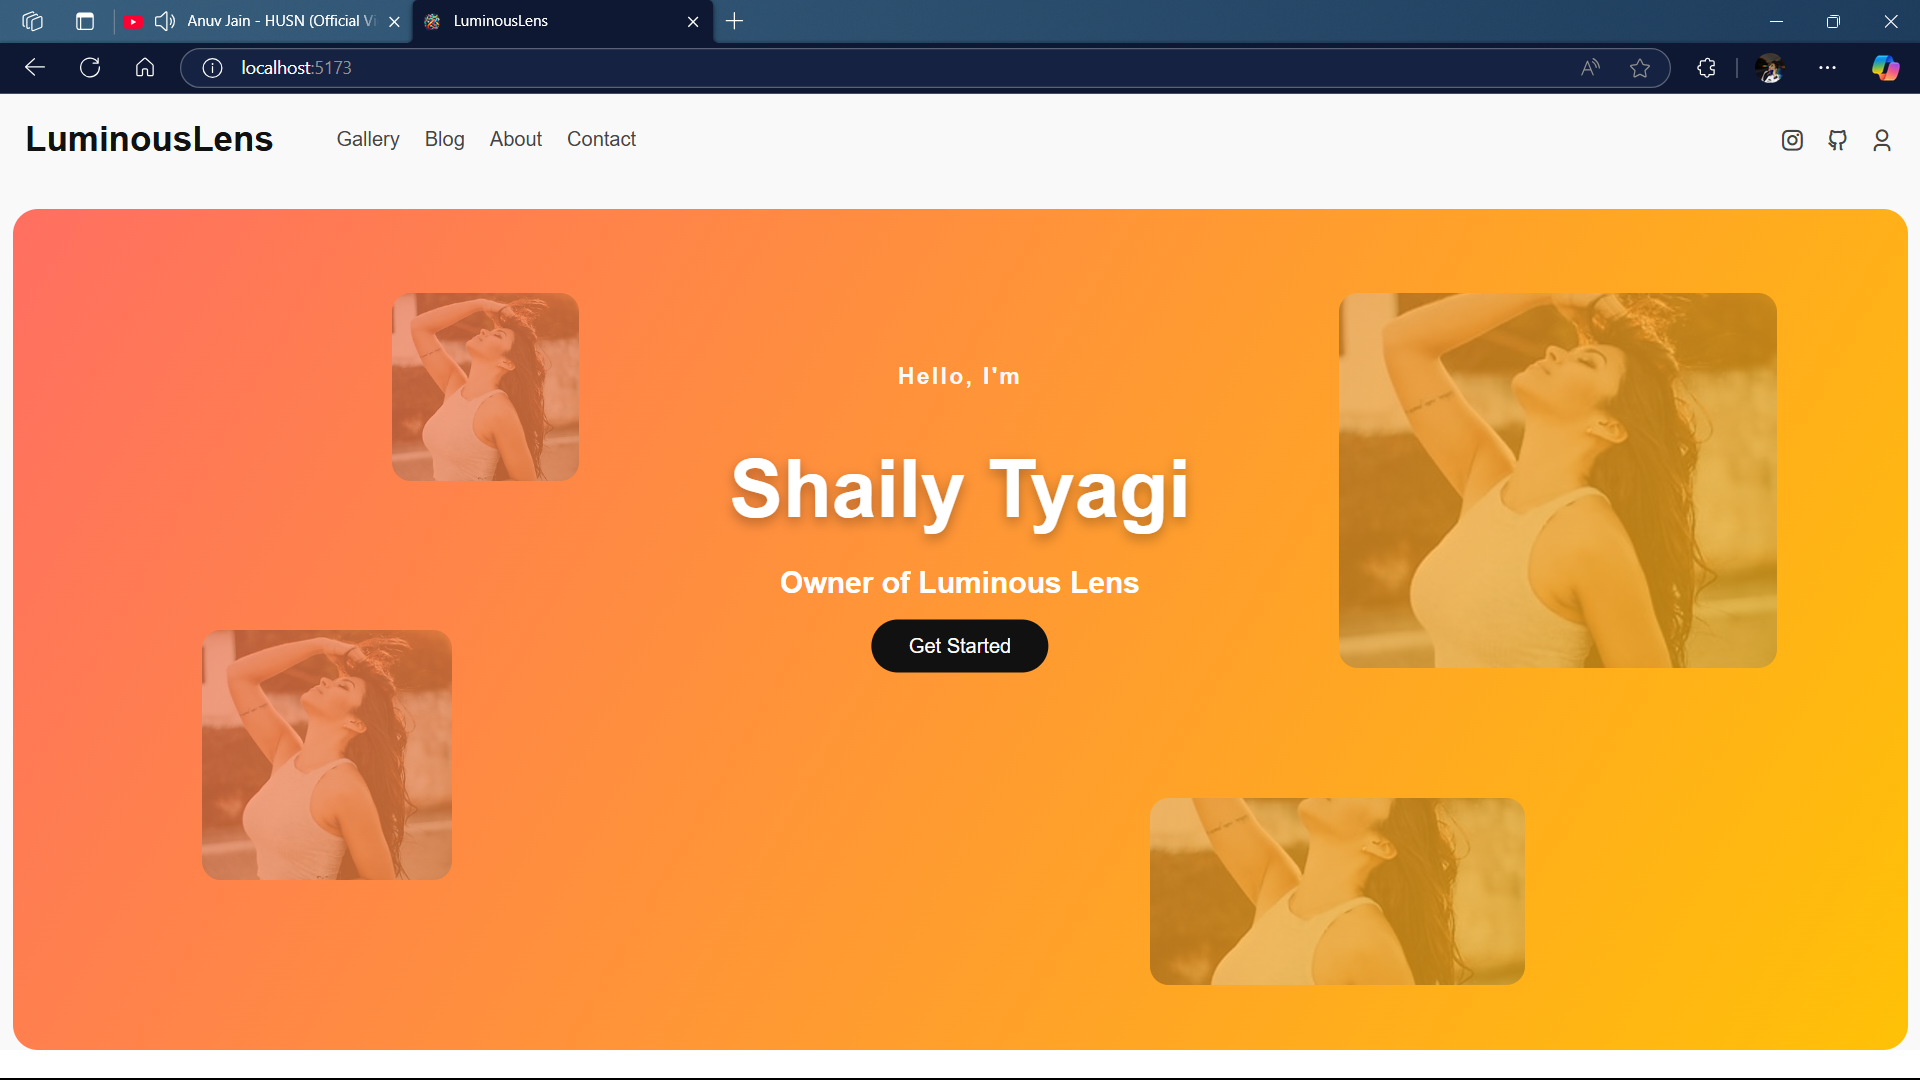 Anuv Jain - HUSN (Official Vi
LuminousLens
localhost:5173
LuminousLens
Gallery
Blog
About
Contact
Hello, I'm
Shaily Tyagi
Owner of Luminous Lens
Get Started